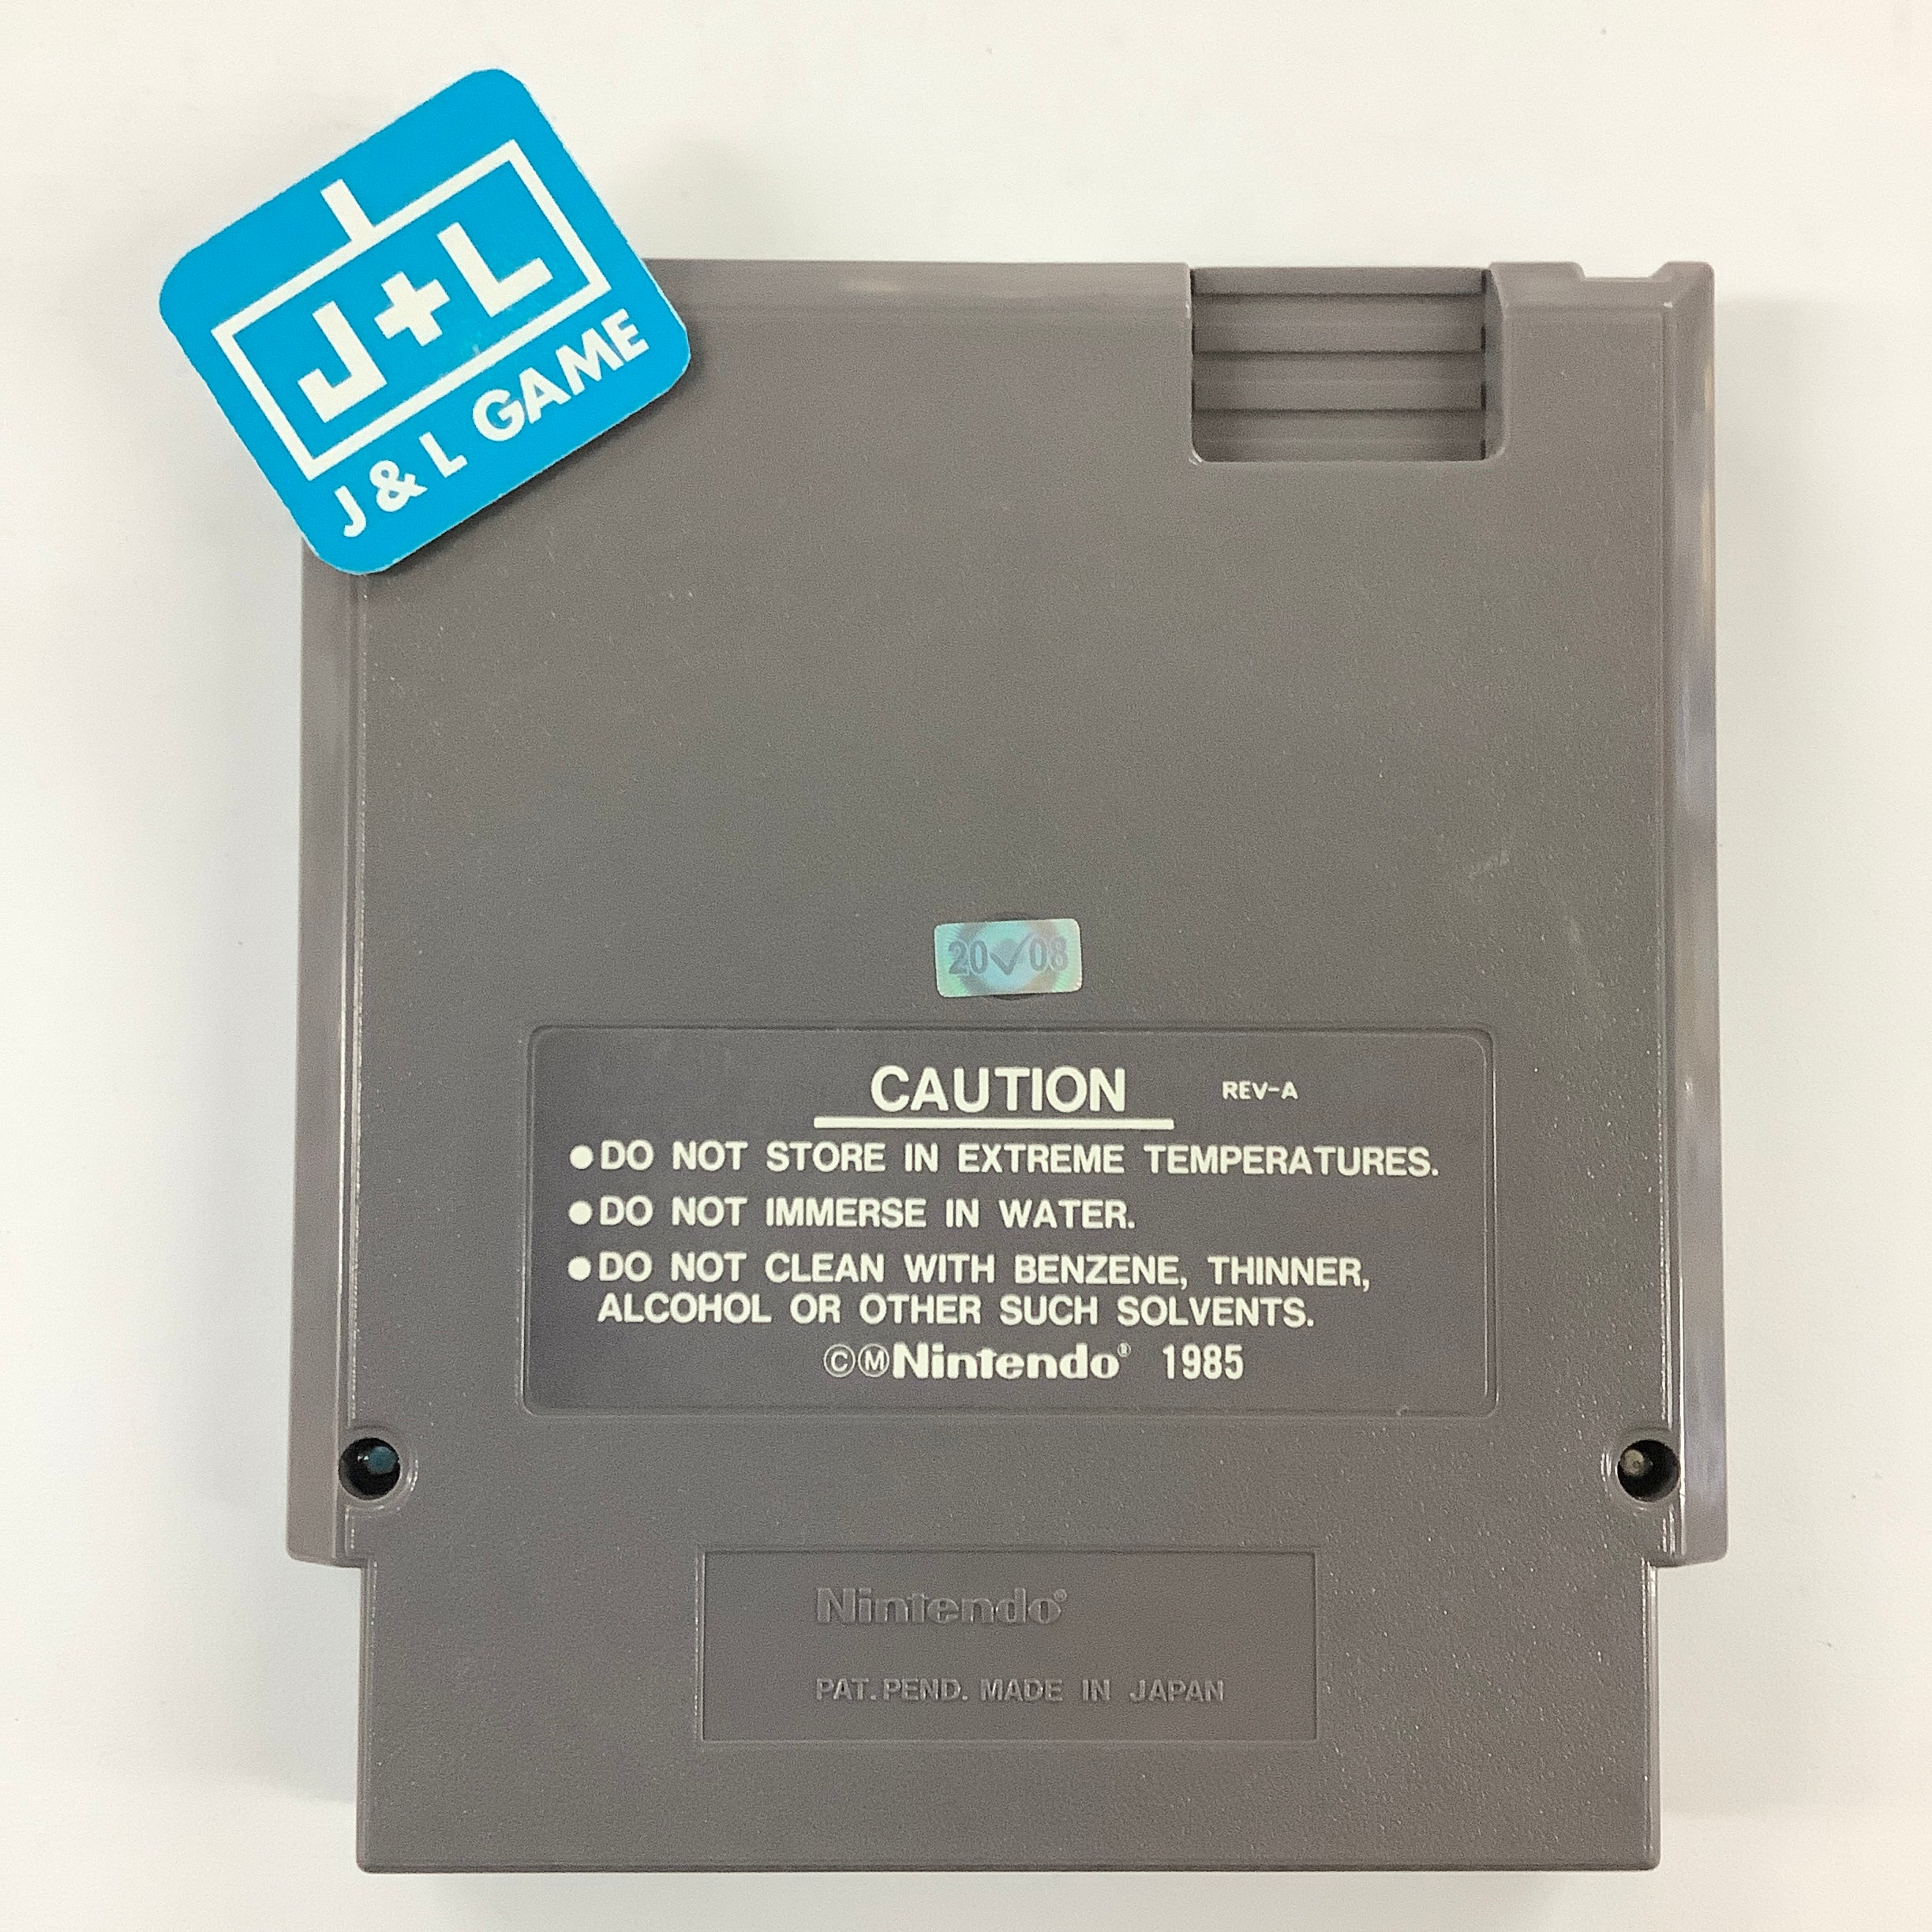 J+L
J & L GAME
20✓08
CAUTION REV-A
●DO NOT STORE IN EXTREME TEMPERATURES.
●DO NOT IMMERSE IN WATER.
●DO NOT CLEAN WITH BENZENE, THINNER,
ALCOHOL OR OTHER SUCH SOLVENTS.
©ⓂNintendo® 1985
Nintendo®
PAT. PEND. MADE IN JAPAN